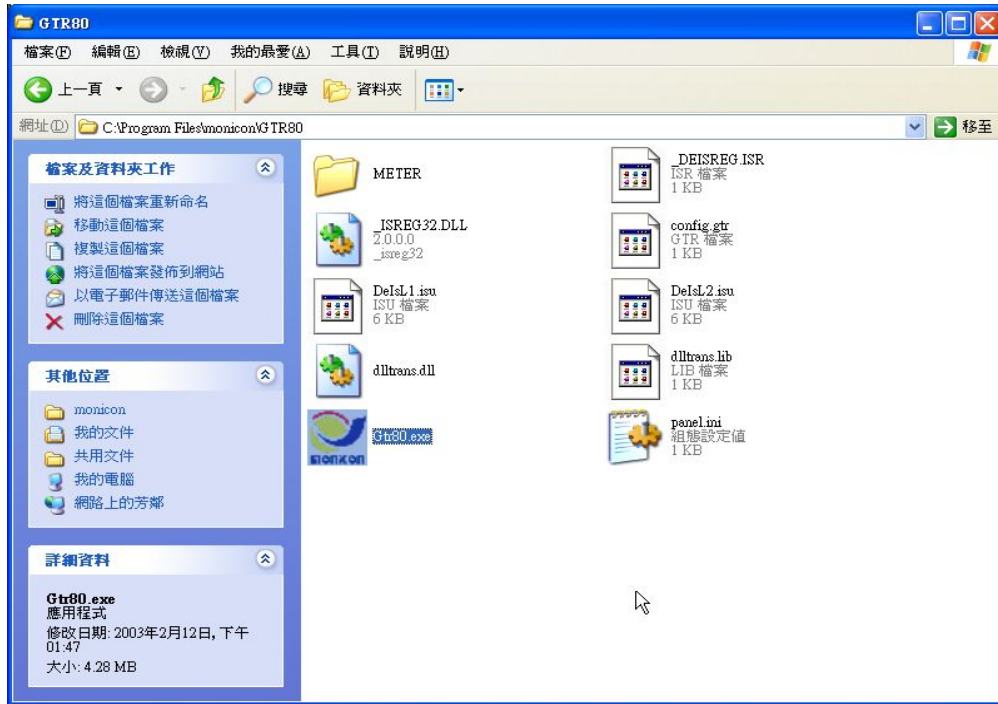 GTR80
檔案(F) 編輯(E) 檢視(V) 我的最愛(A) 工具(T) 說明(H)
上一頁 搜尋 資料夾
網址(D) C:\Program Files\monicon\GTR80 移至
檔案及資料夾工作
將這個檔案重新命名
移動這個檔案
複製這個檔案
將這個檔案發佈到網站
以電子郵件傳送這個檔案
刪除這個檔案
其他位置
monicon
我的文件
共用文件
我的電腦
網路上的芳鄰
詳細資料
Gtr80.exe
應用程式
修改日期: 2003年2月12日, 下午
01:47
大小: 4.28 MB
METER
_DEISREG.ISR
ISR 檔案
1 KB
_ISREG32.DLL
2.0.0.0
_isreg32
config.gtr
GTR 檔案
1 KB
DeIsL1.isu
ISU 檔案
6 KB
DeIsL2.isu
ISU 檔案
6 KB
dlltrans.dll
dlltrans.lib
LIB 檔案
1 KB
monicon
Gtr80.exe
panel.ini
組態設定值
1 KB